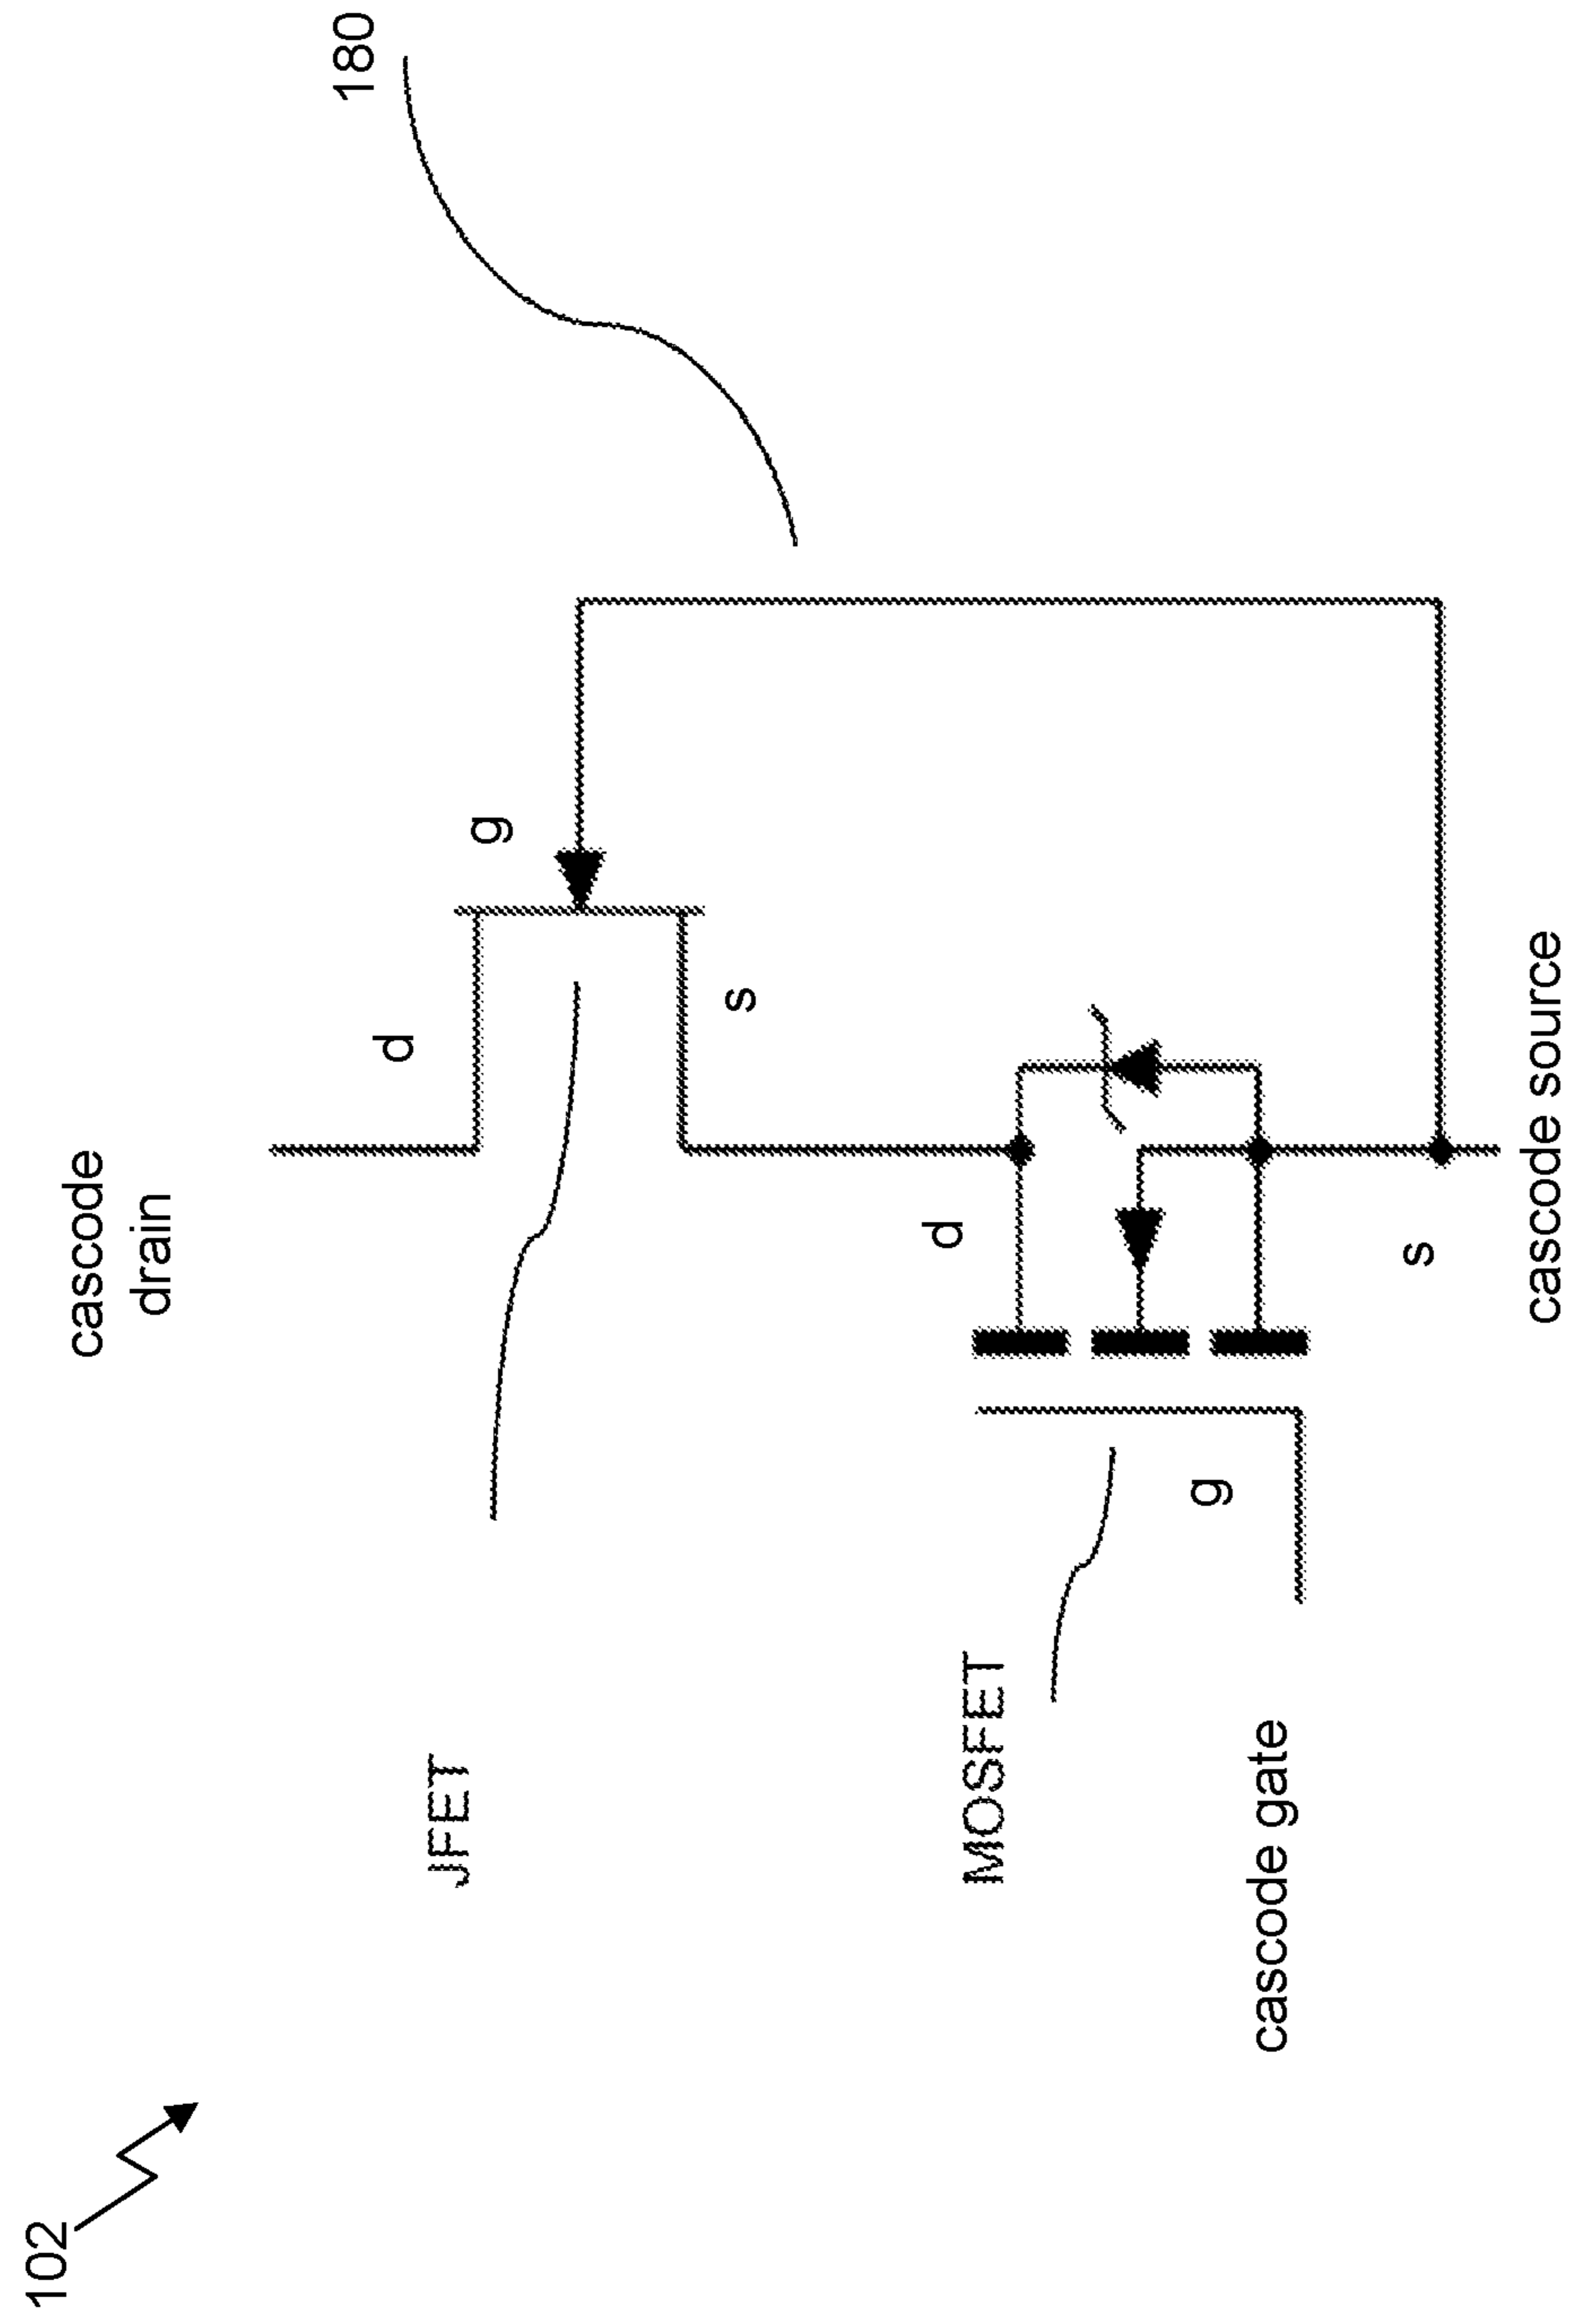 102
cascode
drain
180
d
JFET
g
s
d
MOSFET
g
cascode gate
s
cascode source